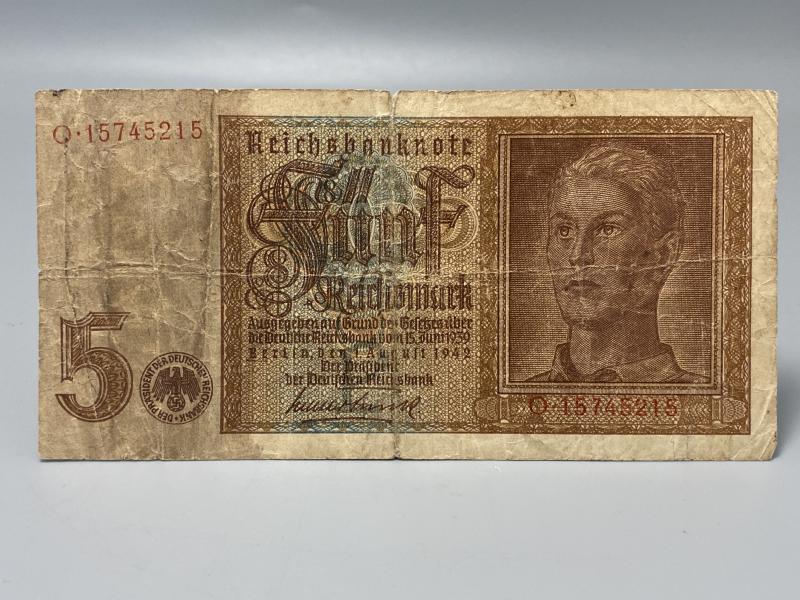 Q·15745215
Reichsbanknote
Fünf
Reichsmark
Ausgegeben auf Grund des Gesetzes über
die Deutsche Reichsbank vom 15. Juni 1939
Berlin, den 1. August 1942
Der Präsident
der Deutschen Reichsbank
5
DER PRÄSIDENT DER DEUTSCHEN REICHSBANK
Q·15745215